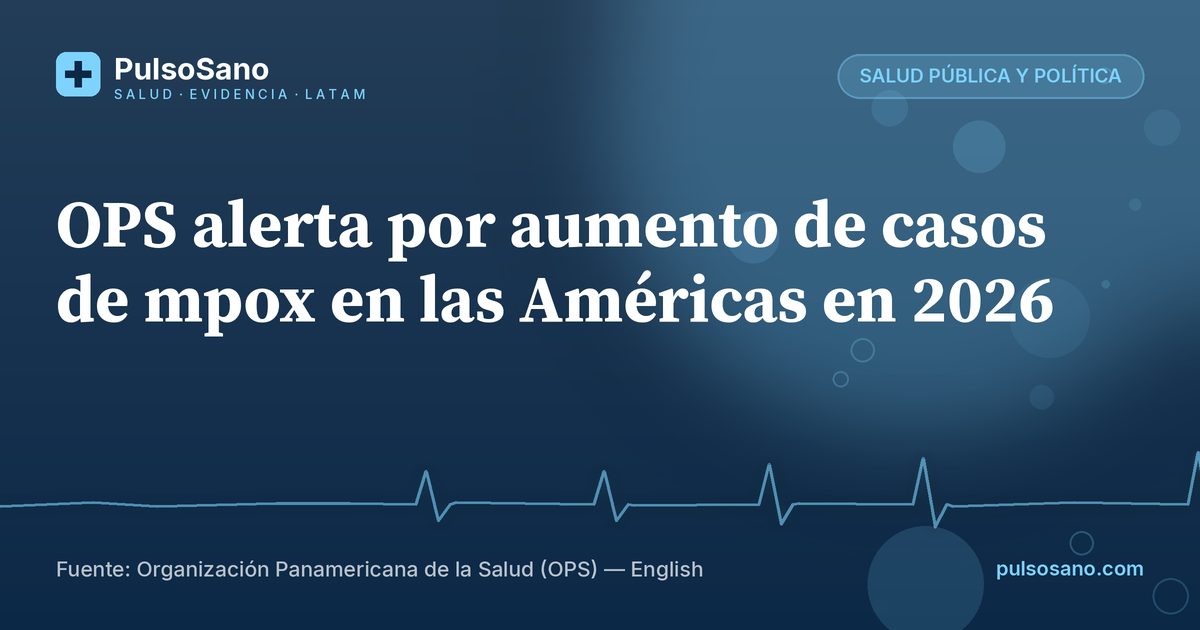 PulsoSano
SALUD · EVIDENCIA · LATAM
SALUD PÚBLICA Y POLÍTICA
OPS alerta por aumento de casos
de mpox en las Américas en 2026
Fuente: Organización Panamericana de la Salud (OPS) — English
pulsosano.com